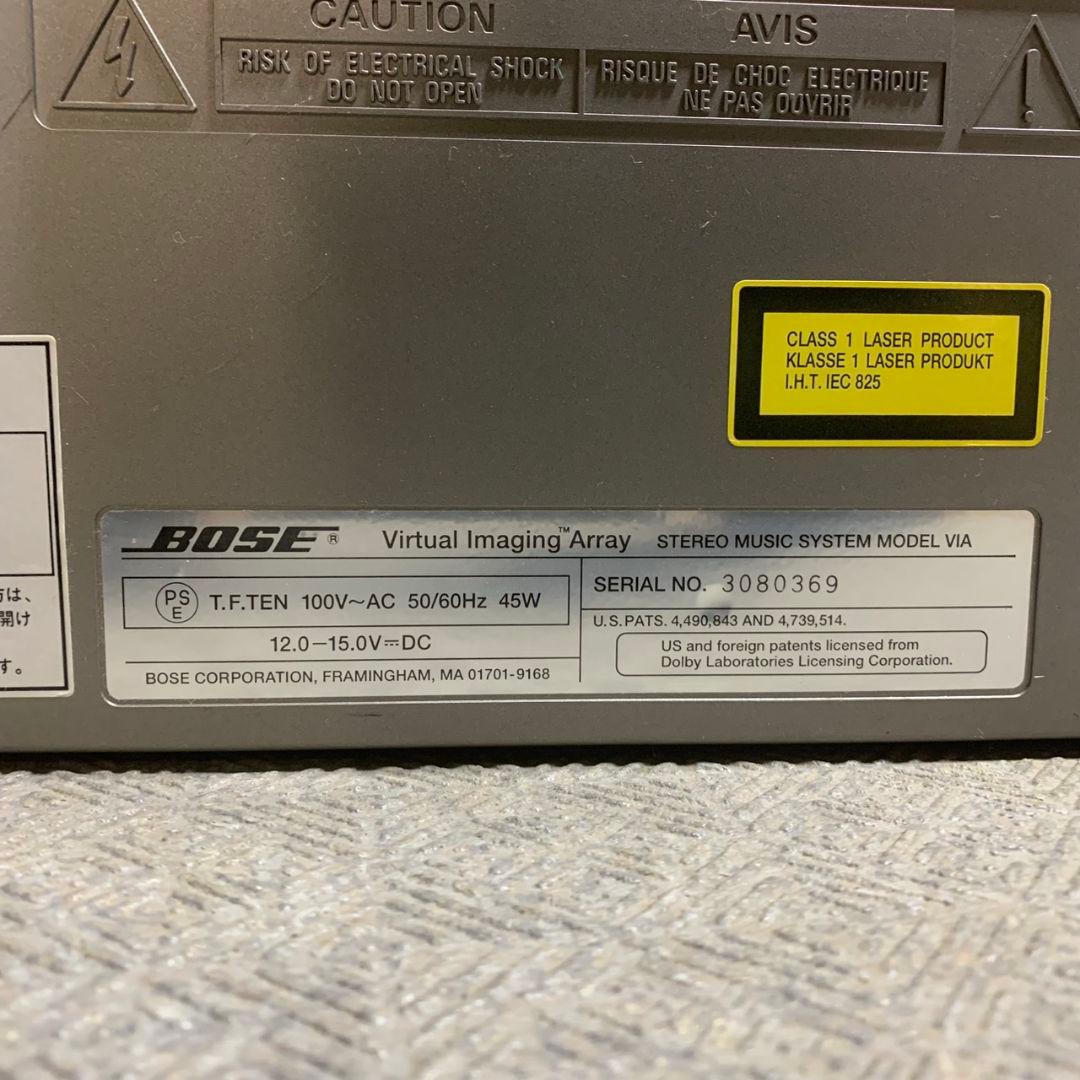 CAUTION
RISK OF ELECTRICAL SHOCK
DO NOT OPEN
AVIS
RISQUE DE CHOC ELECTRIQUE
NE PAS OUVRIR
CLASS 1 LASER PRODUCT
KLASSE 1 LASER PRODUKT
I.H.T. IEC 825
は、
開け
す。
BOSE® Virtual Imaging™Array STEREO MUSIC SYSTEM MODEL VIA
PS
E
T.F.TEN 100V～AC 50/60Hz 45W
12.0–15.0V⎓DC
BOSE CORPORATION, FRAMINGHAM, MA 01701-9168
SERIAL NO. 3080369
U.S.PATS. 4,490,843 AND 4,739,514.
US and foreign patents licensed from
Dolby Laboratories Licensing Corporation.